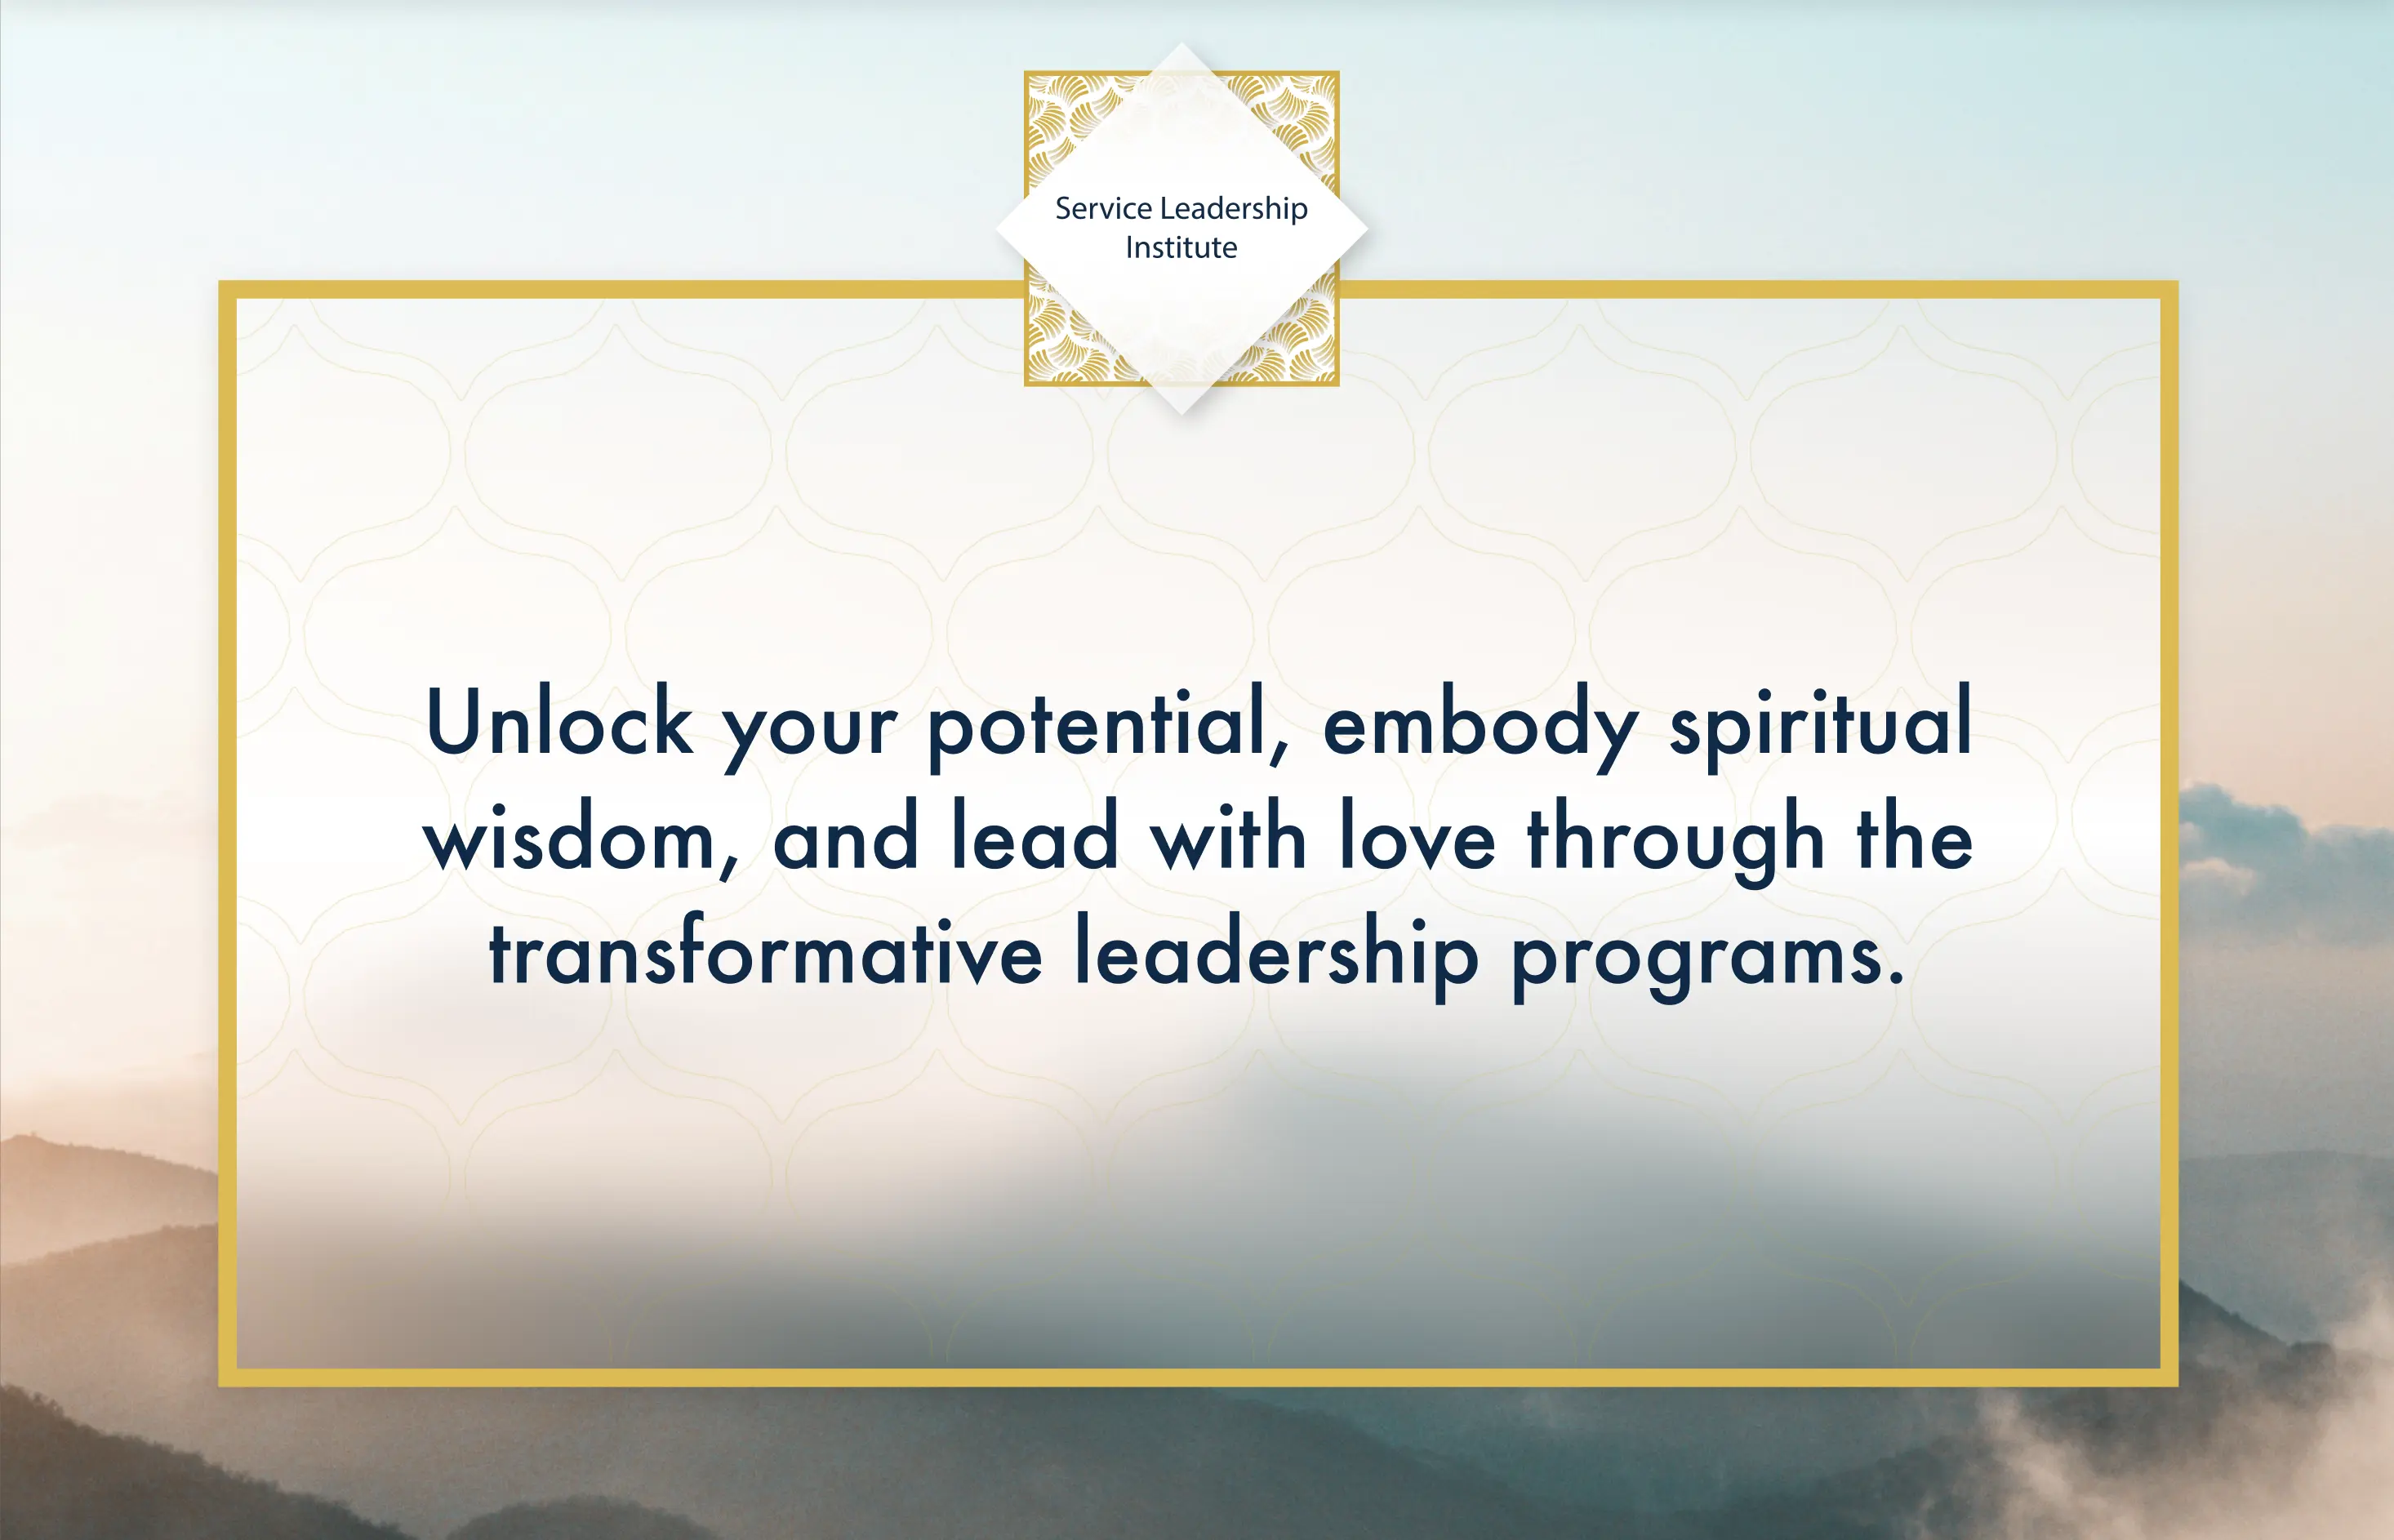 Service Leadership
Institute
Unlock your potential, embody spiritual
wisdom, and lead with love through the
transformative leadership programs.